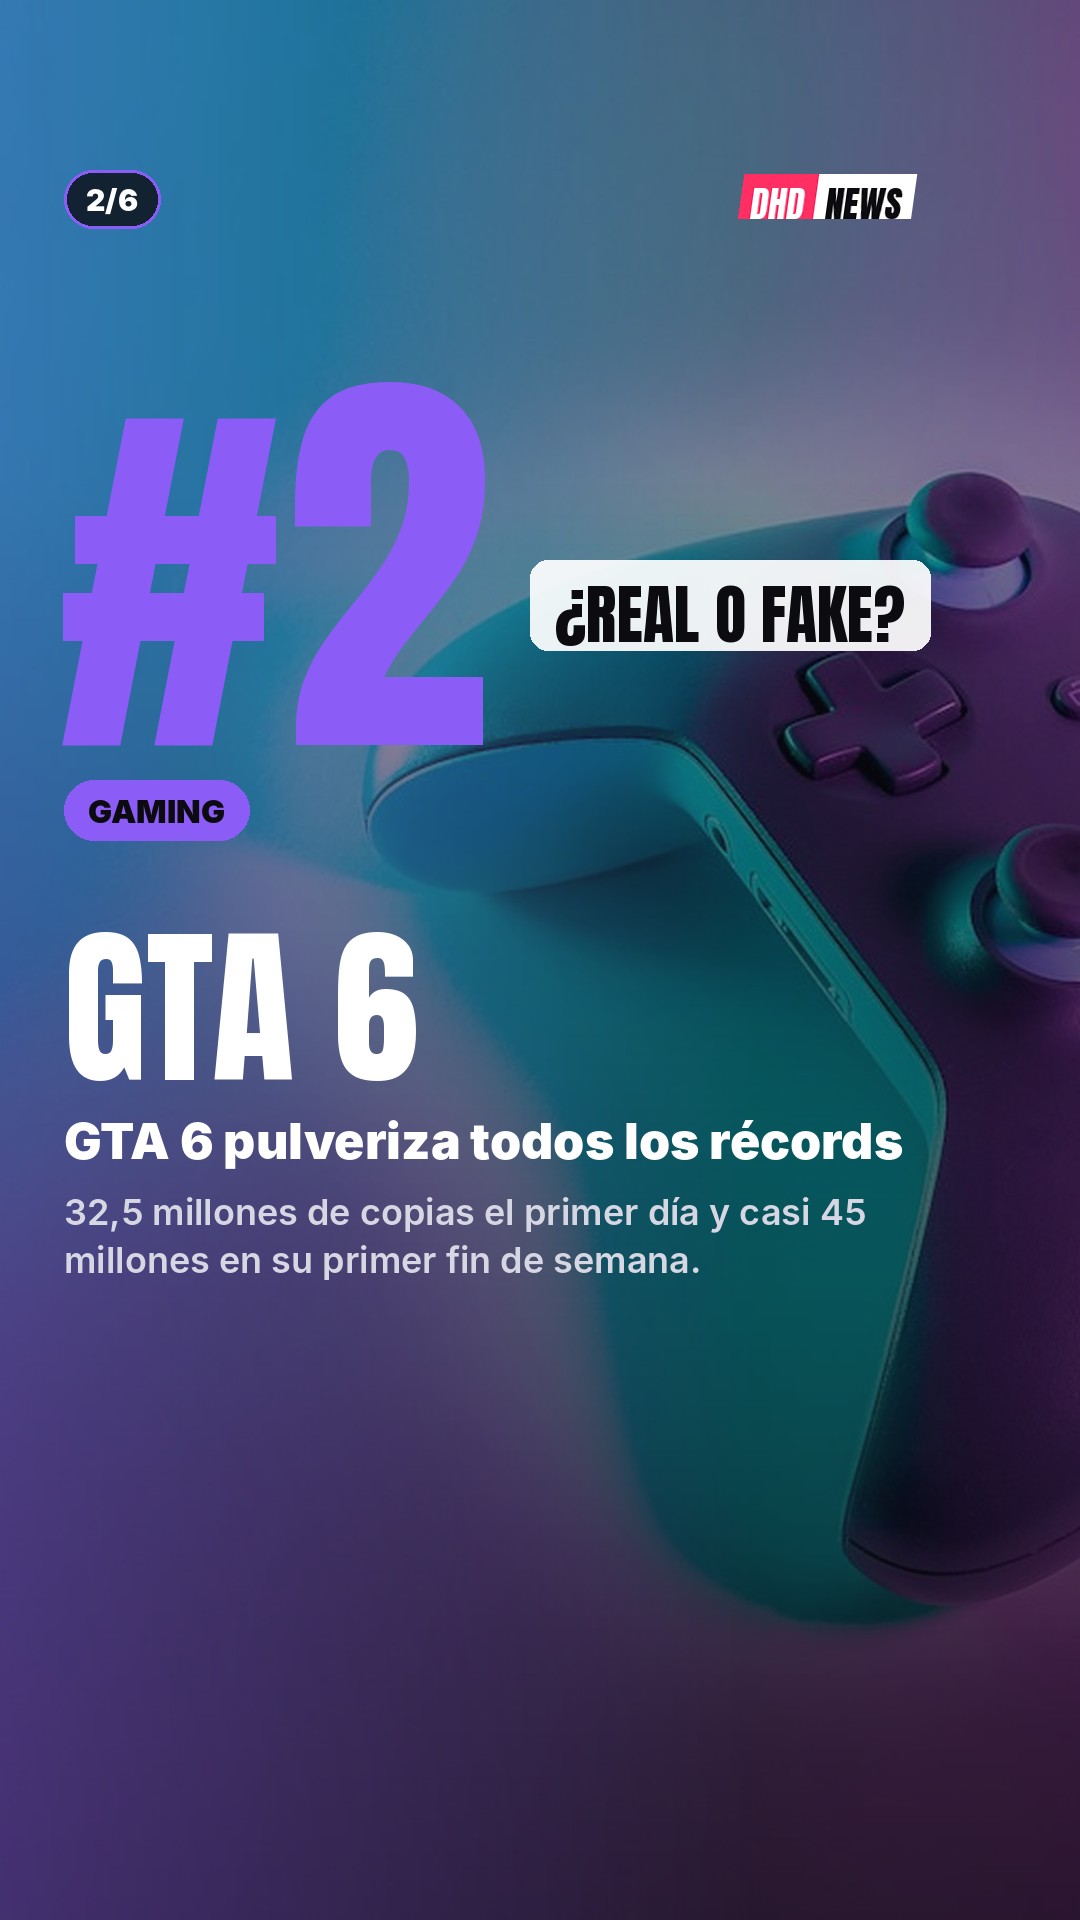 2/6
DHD NEWS
#2
¿REAL O FAKE?
GAMING
GTA 6
GTA 6 pulveriza todos los récords
32,5 millones de copias el primer día y casi 45
millones en su primer fin de semana.